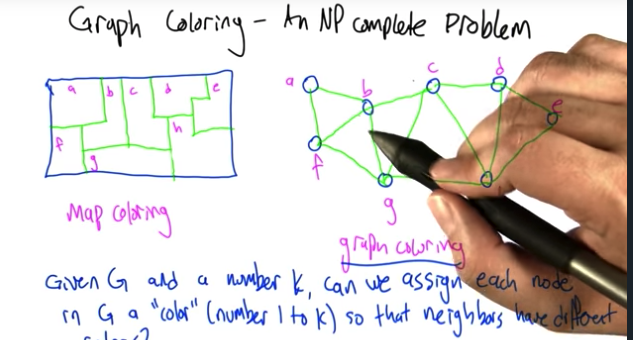 Graph Coloring - An NP complete Problem
a b c d e
f g h
Map coloring
a b c d e
f g
graph coloring
Given G and a number k, can we assign each node
in G a "color" (number 1 to k) so that neighbors have different